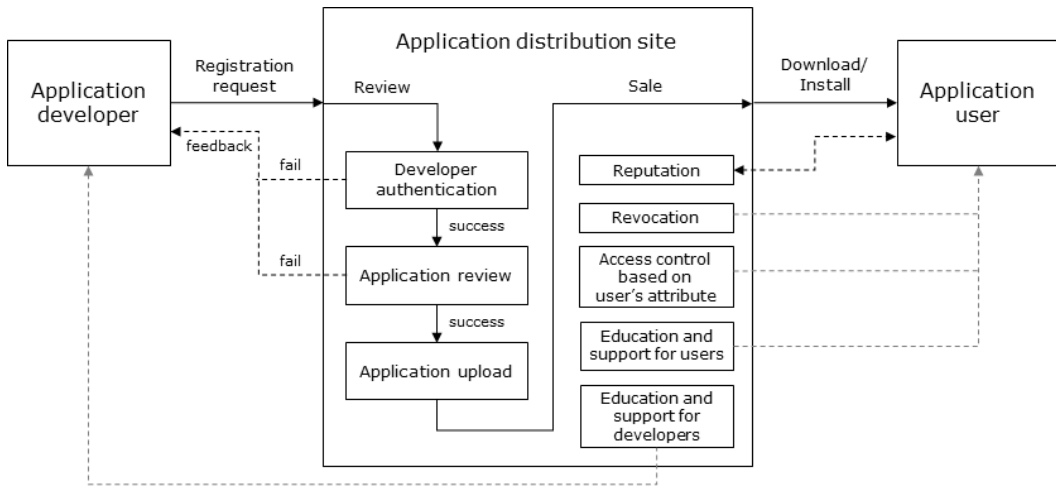 Application
developer
Registration
request
feedback
fail
fail
Application distribution site
Review
Sale
Developer
authentication
success
Application review
success
Application upload
Reputation
Revocation
Access control
based on
user's attribute
Education and
support for users
Education and
support for
developers
Download/
Install
Application
user